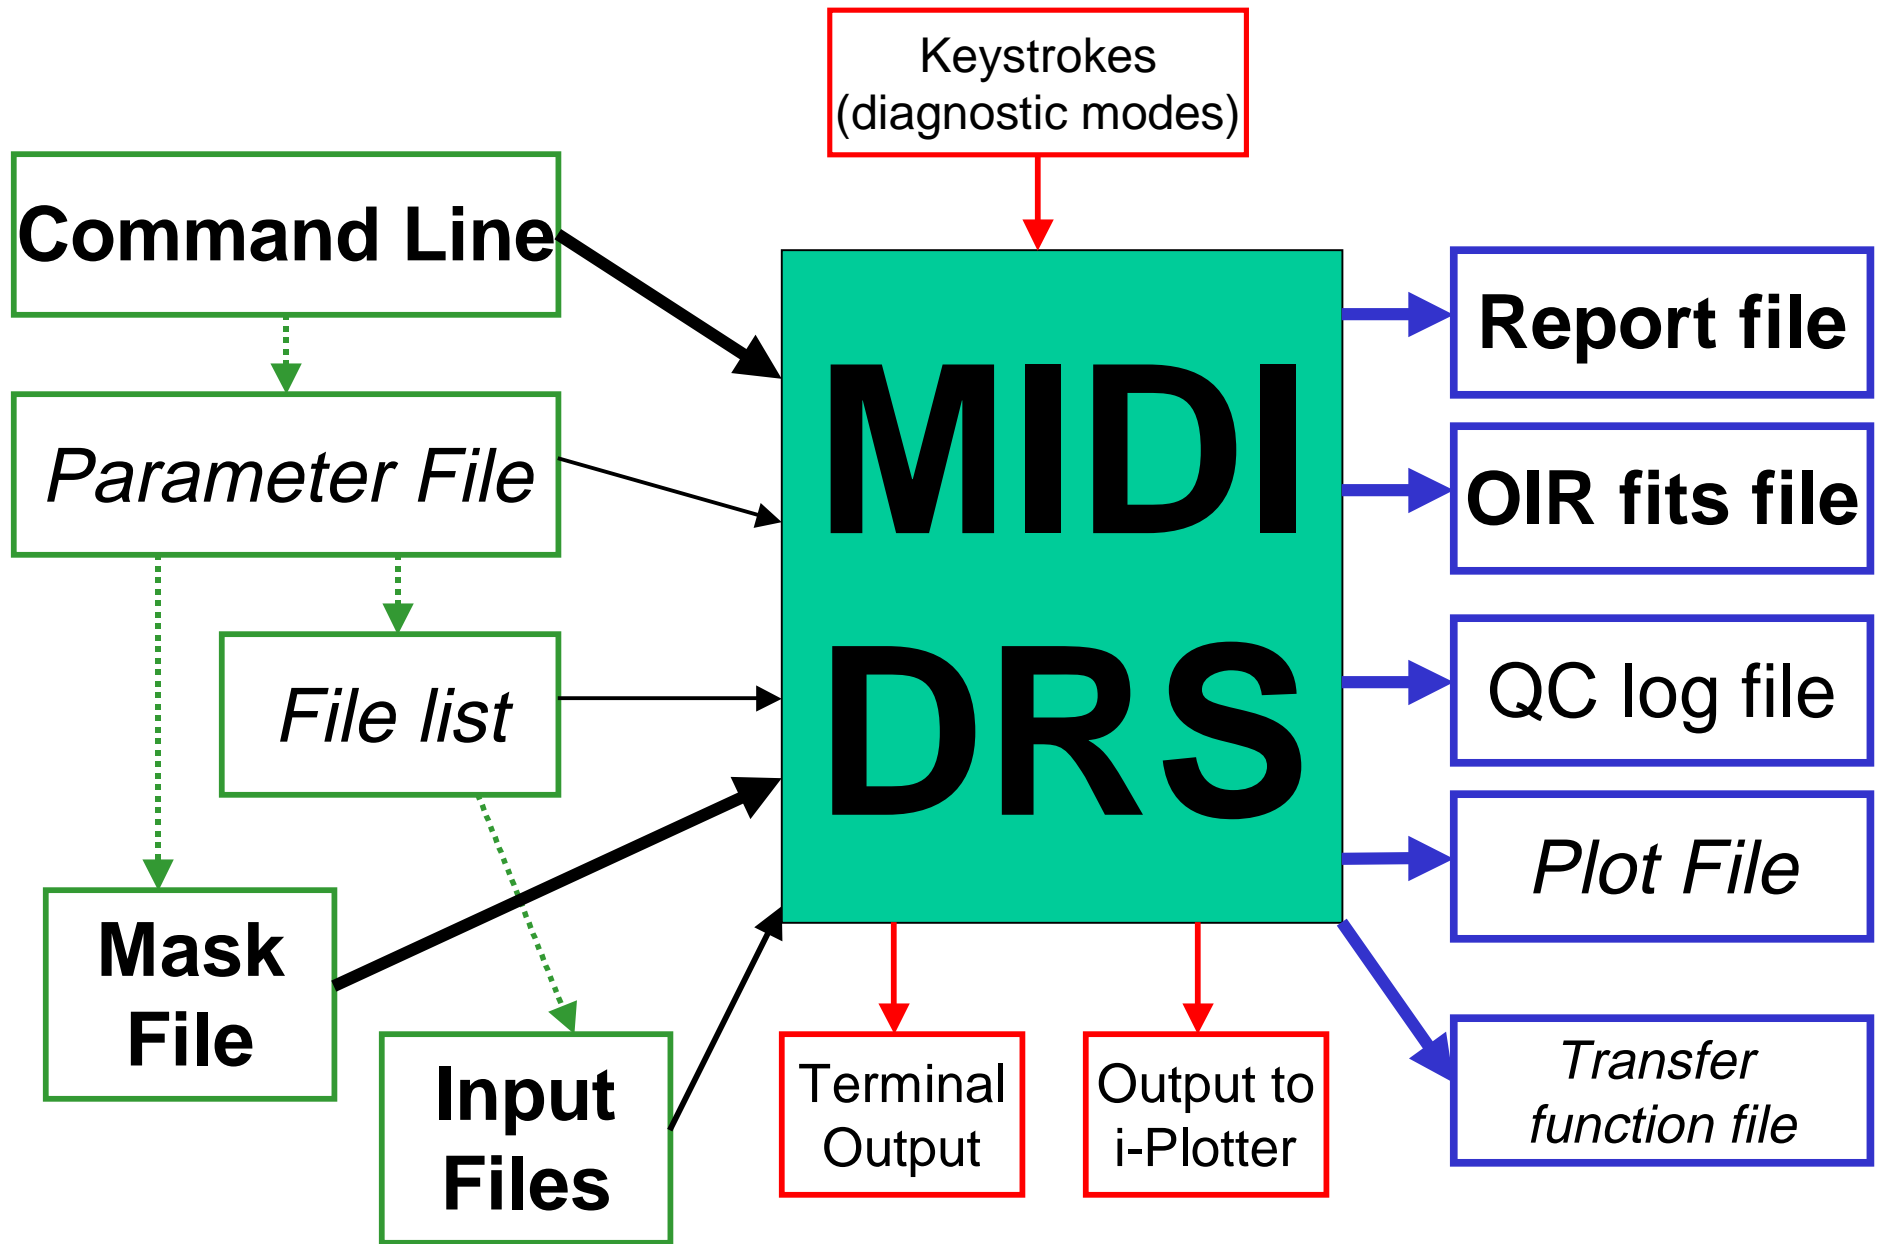 Keystrokes
(diagnostic modes)
Command Line
Parameter File
File list
Mask
File
Input
Files
MIDI
DRS
Terminal
Output
Output to
i-Plotter
Report file
OIR fits file
QC log file
Plot File
Transfer
function file